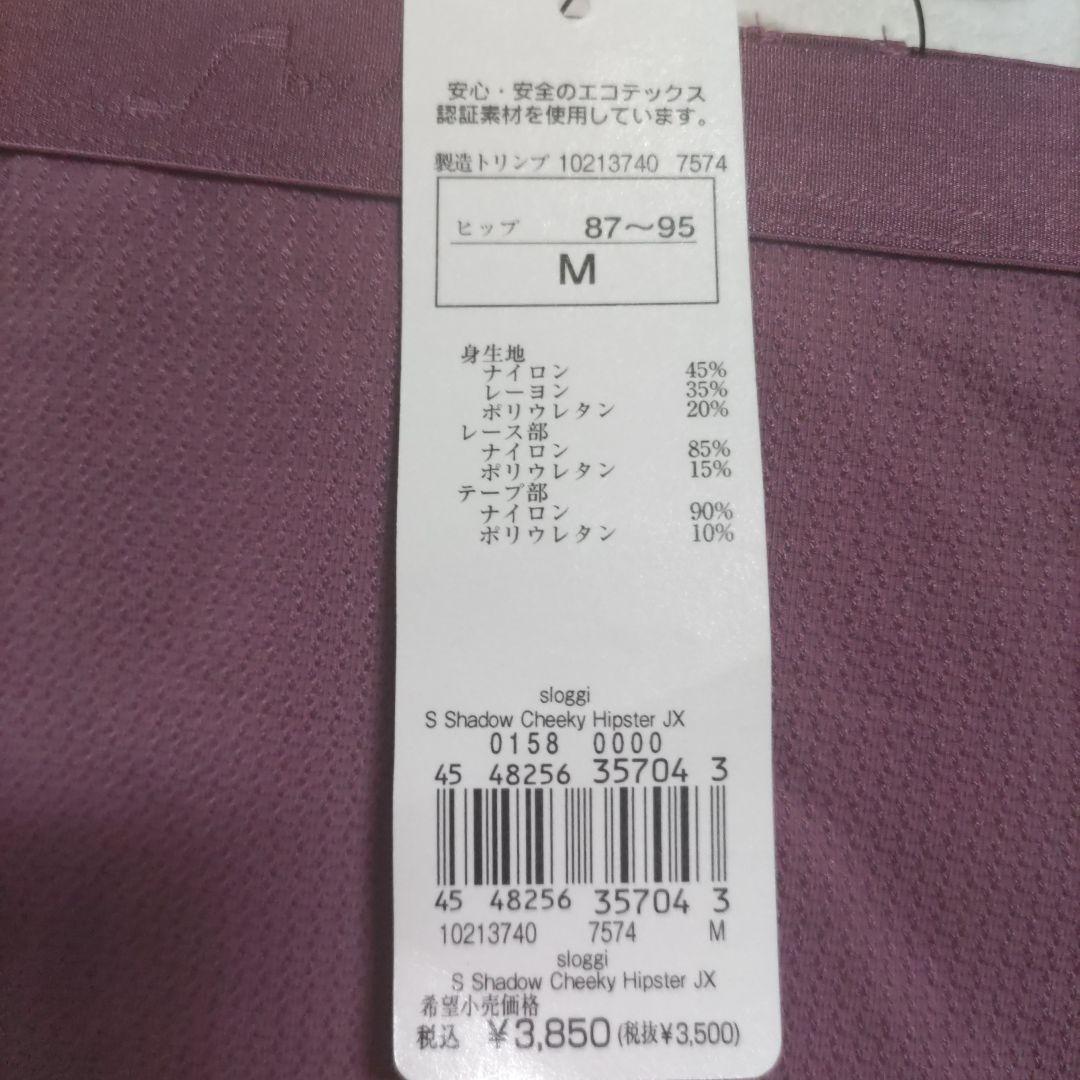 安心・安全のエコテックス
認証素材を使用しています。
製造トリンプ 10213740 7574
ヒップ 87～95
M
身生地
ナイロン 45%
レーヨン 35%
ポリウレタン 20%
レース部
ナイロン 85%
ポリウレタン 15%
テープ部
ナイロン 90%
ポリウレタン 10%
sloggi
S Shadow Cheeky Hipster JX
0158 0000
45 48256 35704 3
45 48256 35704 3
10213740 7574 M
sloggi
S Shadow Cheeky Hipster JX
希望小売価格
税込 ¥3,850 (税抜¥3,500)